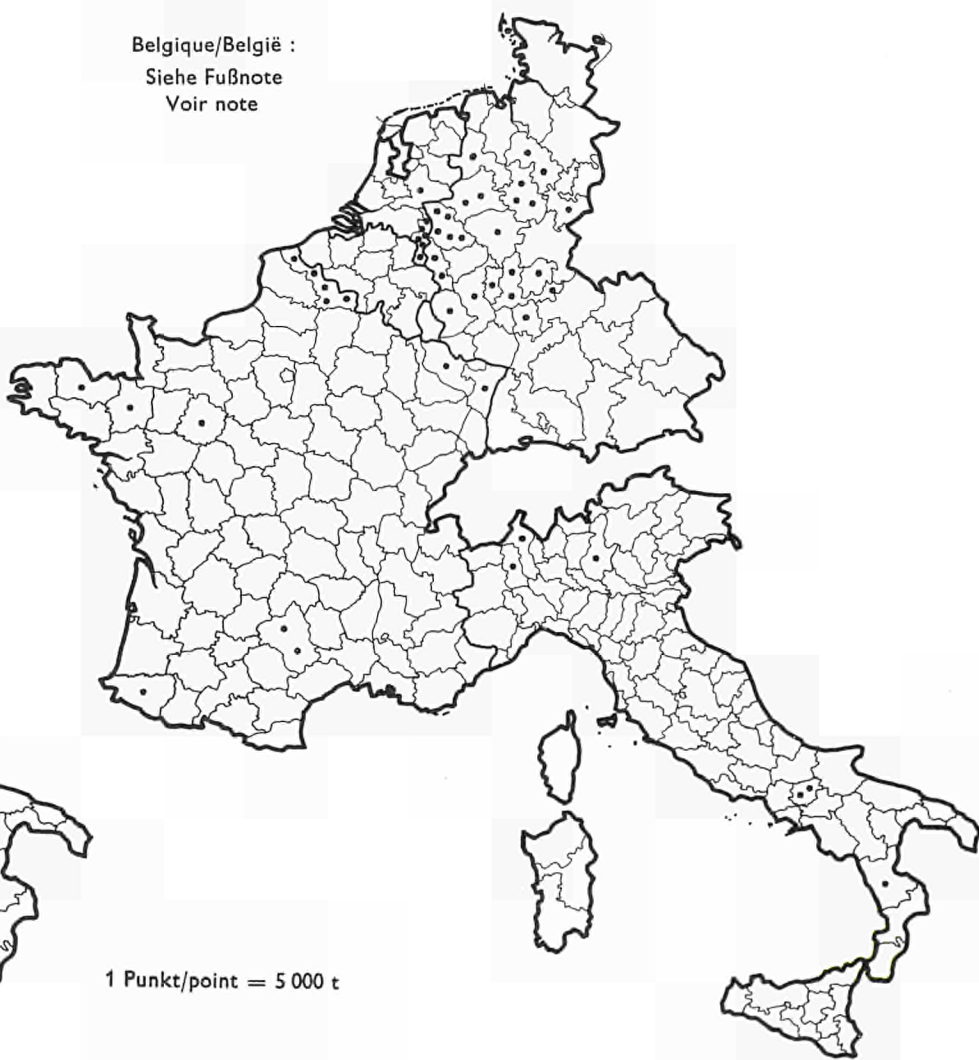 Belgique/België :
Siehe Fußnote
Voir note
1 Punkt/point = 5 000 t